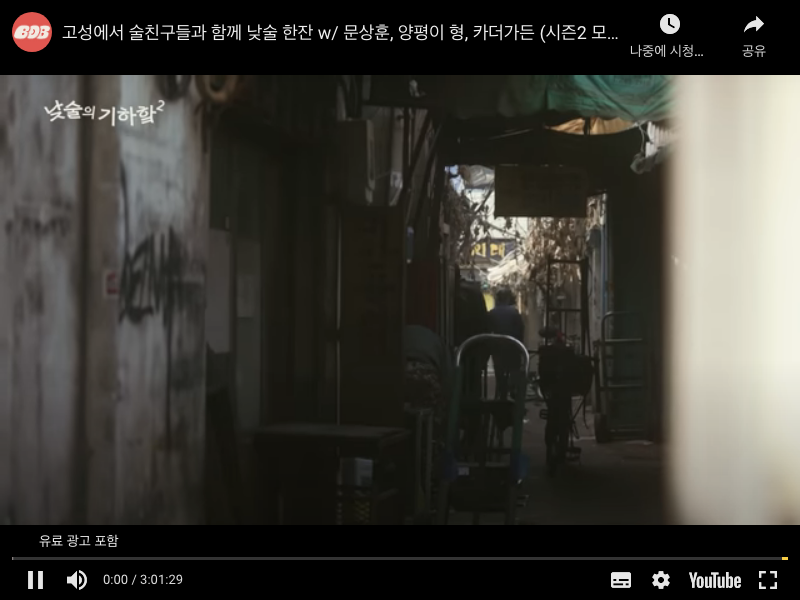 BDB
고성에서 술친구들과 함께 낮술 한잔 w/ 문상훈, 양평이 형, 카더가든 (시즌2 모...
나중에 시청...
공유
낮술의 기하학2
유료 광고 포함
0:00 / 3:01:29
YouTube